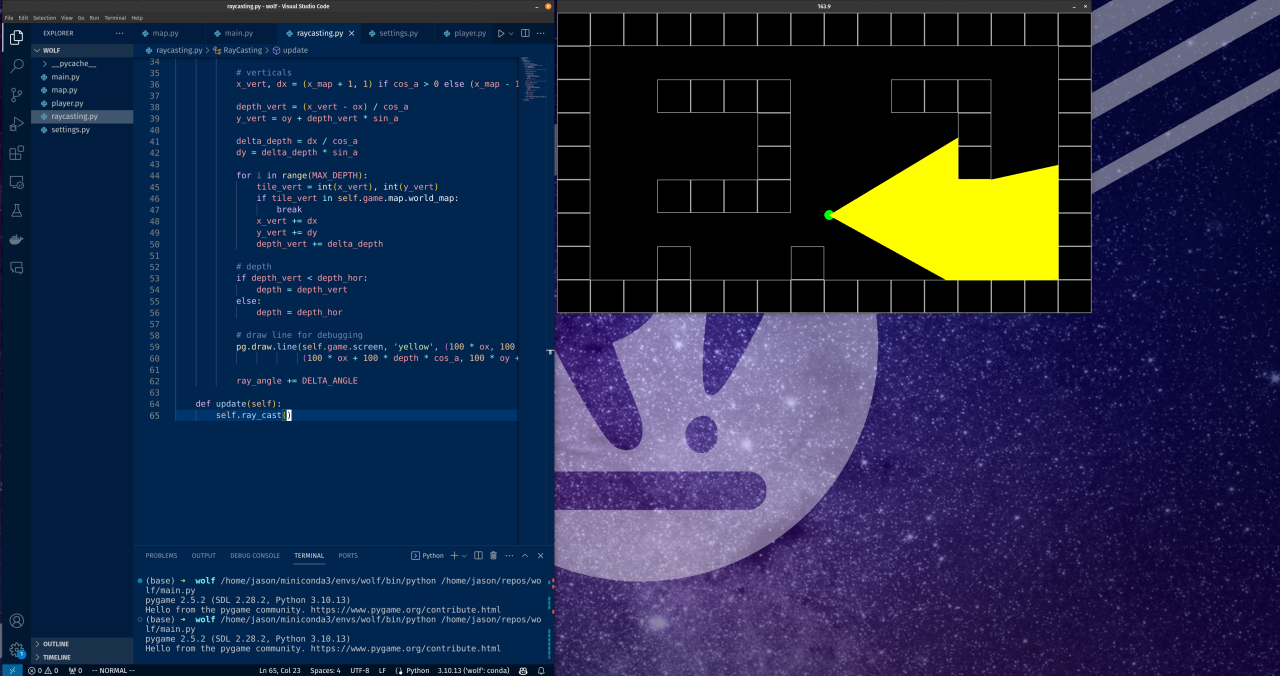 raycasting.py - wolf - Visual Studio Code
File Edit Selection View Go Run Terminal Help
EXPLORER
WOLF
__pycache__
main.py
map.py
player.py
raycasting.py
settings.py
OUTLINE
TIMELINE
map.py main.py raycasting.py settings.py player.py
raycasting.py > RayCasting > update
34
35 # verticals
36 x_vert, dx = (x_map + 1, 1) if cos_a > 0 else (x_map - 1
37
38 depth_vert = (x_vert - ox) / cos_a
39 y_vert = oy + depth_vert * sin_a
40
41 delta_depth = dx / cos_a
42 dy = delta_depth * sin_a
43
44 for i in range(MAX_DEPTH):
45 tile_vert = int(x_vert), int(y_vert)
46 if tile_vert in self.game.map.world_map:
47 break
48 x_vert += dx
49 y_vert += dy
50 depth_vert += delta_depth
51
52 # depth
53 if depth_vert < depth_hor:
54 depth = depth_vert
55 else:
56 depth = depth_hor
57
58 # draw line for debugging
59 pg.draw.line(self.game.screen, 'yellow', (100 * ox, 100
60 (100 * ox + 100 * depth * cos_a, 100 * oy +
61
62 ray_angle += DELTA_ANGLE
63
64 def update(self):
65 self.ray_cast()
PROBLEMS OUTPUT DEBUG CONSOLE TERMINAL PORTS Python
(base) → wolf /home/jason/miniconda3/envs/wolf/bin/python /home/jason/repos/wo
lf/main.py
pygame 2.5.2 (SDL 2.28.2, Python 3.10.13)
Hello from the pygame community. https://www.pygame.org/contribute.html
(base) → wolf /home/jason/miniconda3/envs/wolf/bin/python /home/jason/repos/wo
lf/main.py
pygame 2.5.2 (SDL 2.28.2, Python 3.10.13)
Hello from the pygame community. https://www.pygame.org/contribute.html
1
0 0 0 -- NORMAL -- Ln 65, Col 23 Spaces: 4 UTF-8 LF Python 3.10.13 ('wolf': conda)
163.9